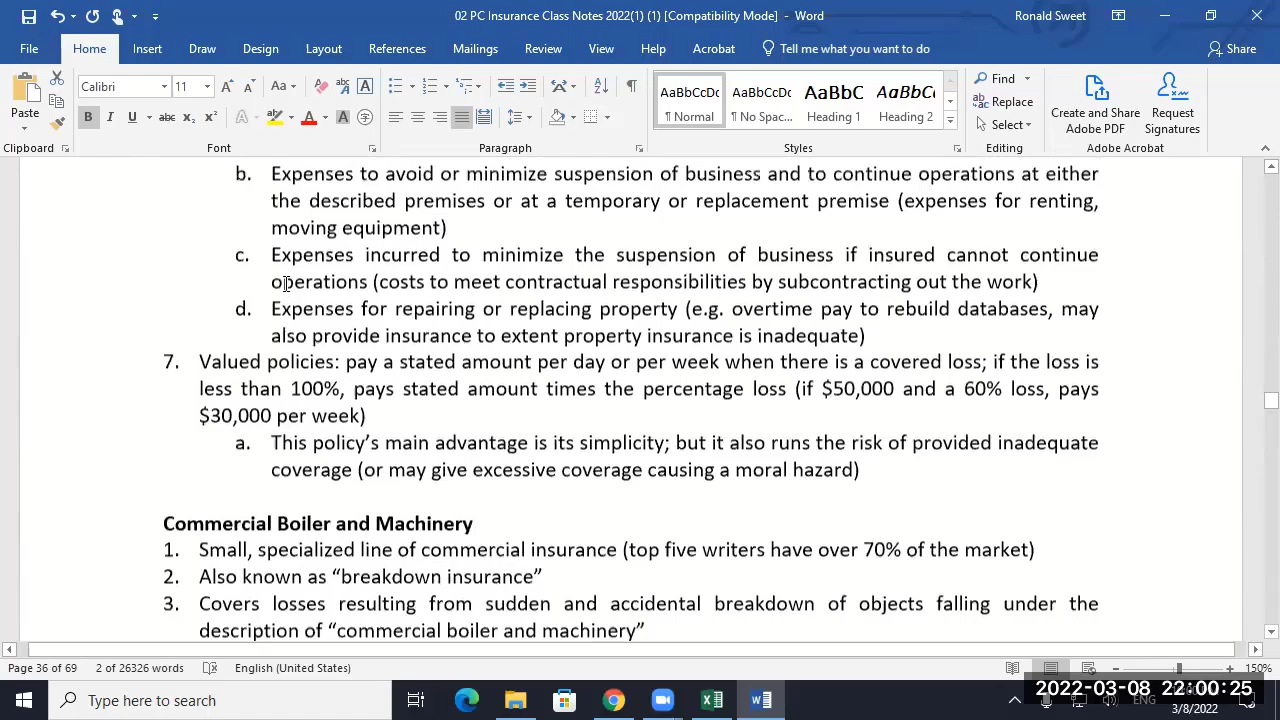 02 PC Insurance Class Notes 2022(1) (1) [Compatibility Mode] - Word
Ronald Sweet
File Home Insert Draw Design Layout References Mailings Review View Help Acrobat Tell me what you want to do Share
Paste
Calibri 11
AaBbCcDc AaBbCcDc AaBbC AaBbC
¶ Normal ¶ No Spac... Heading 1 Heading 2
Find
Replace
Select
Create and Share Adobe PDF
Request Signatures
Clipboard Font Paragraph Styles Editing Adobe Acrobat
b. Expenses to avoid or minimize suspension of business and to continue operations at either
the described premises or at a temporary or replacement premise (expenses for renting,
moving equipment)
c. Expenses incurred to minimize the suspension of business if insured cannot continue
operations (costs to meet contractual responsibilities by subcontracting out the work)
d. Expenses for repairing or replacing property (e.g. overtime pay to rebuild databases, may
also provide insurance to extent property insurance is inadequate)
7. Valued policies: pay a stated amount per day or per week when there is a covered loss; if the loss is
less than 100%, pays stated amount times the percentage loss (if $50,000 and a 60% loss, pays
$30,000 per week)
a. This policy's main advantage is its simplicity; but it also runs the risk of provided inadequate
coverage (or may give excessive coverage causing a moral hazard)
Commercial Boiler and Machinery
1. Small, specialized line of commercial insurance (top five writers have over 70% of the market)
2. Also known as “breakdown insurance”
3. Covers losses resulting from sudden and accidental breakdown of objects falling under the
description of “commercial boiler and machinery”
Page 36 of 69 2 of 26326 words English (United States) 150%
Type here to search
2022-03-08 22:00:25
ENG
3/8/2022